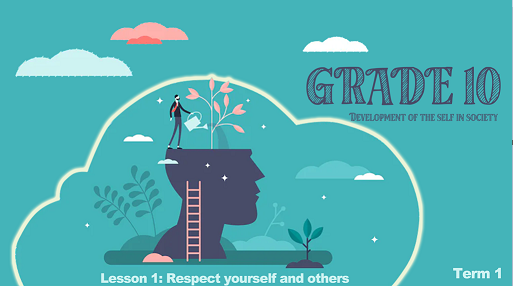 GRADE 10
Development of the self in society
Lesson 1: Respect yourself and others
Term 1